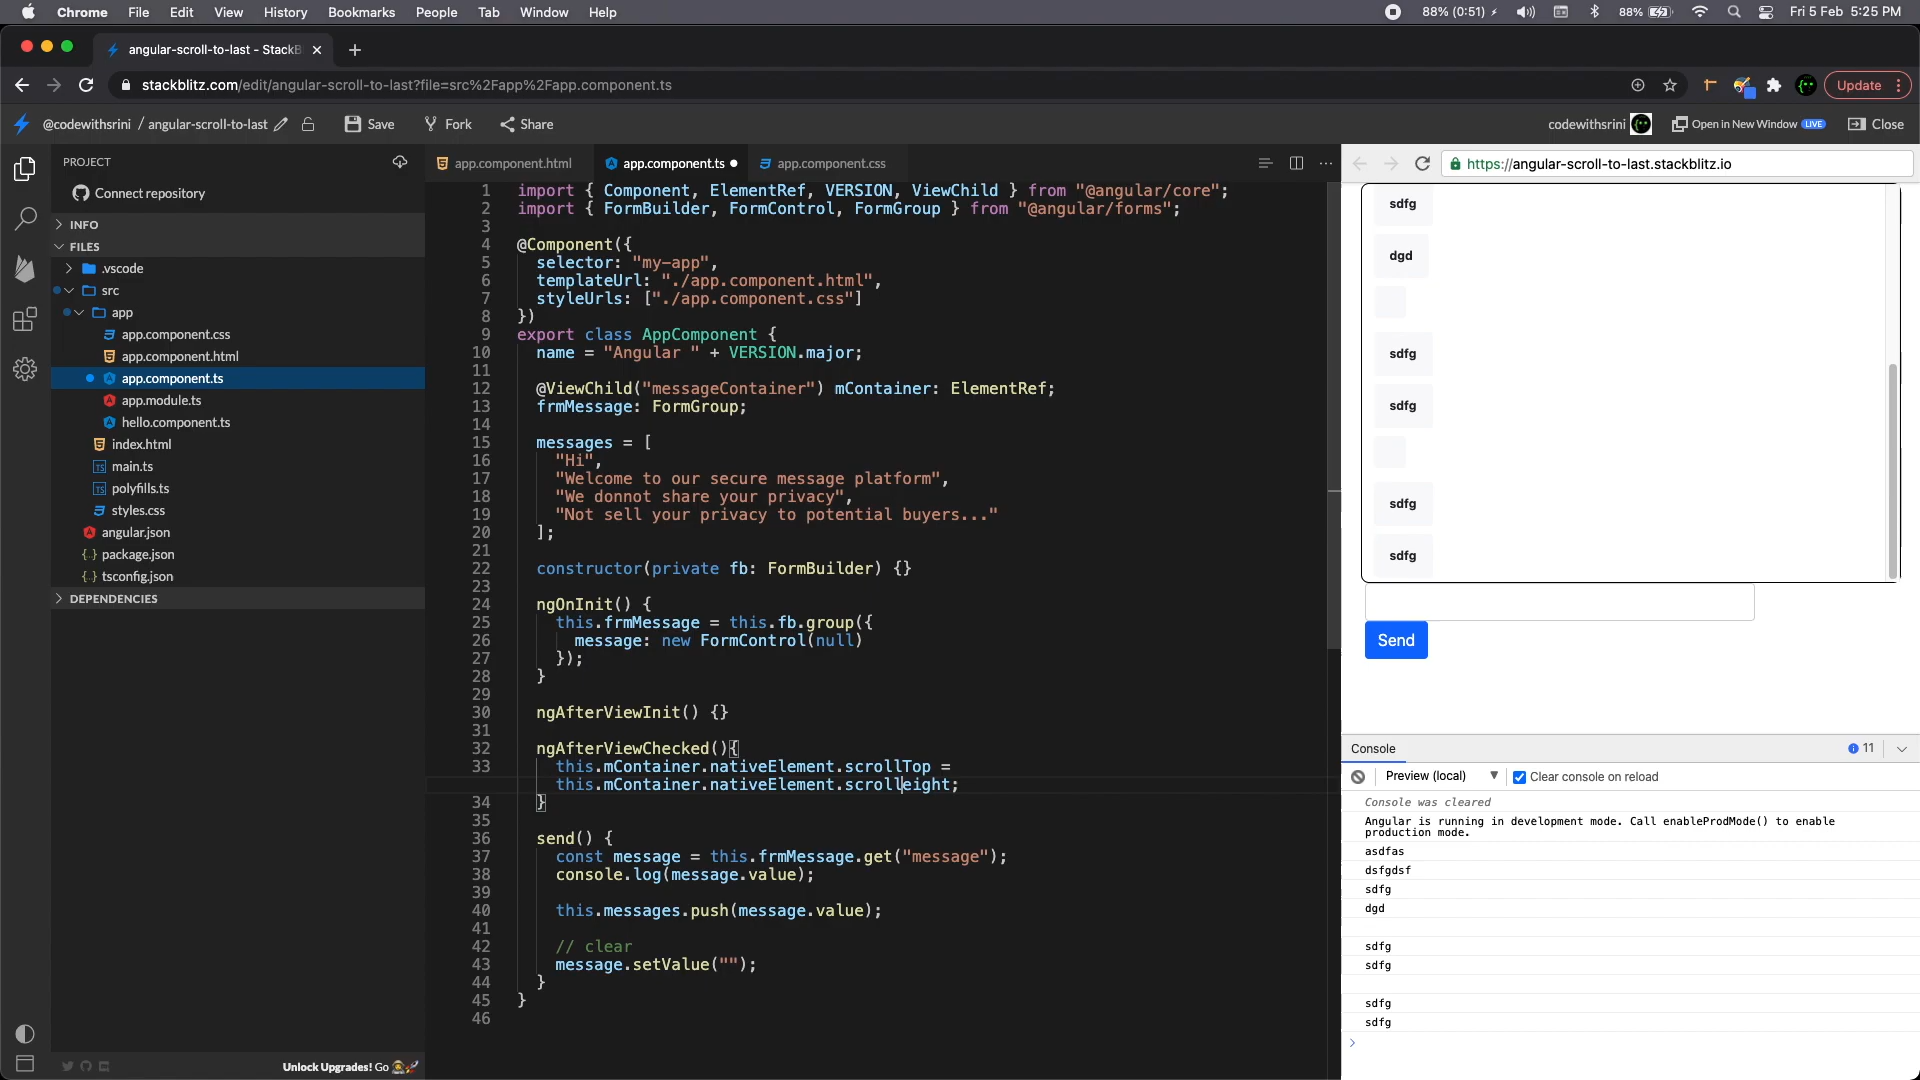 Chrome File Edit View History Bookmarks People Tab Window Help
88% (0:51) 88% Fri 5 Feb 5:25 PM
angular-scroll-to-last - StackB
stackblitz.com/edit/angular-scroll-to-last?file=src%2Fapp%2Fapp.component.ts
Update
@codewithsrini / angular-scroll-to-last Save Fork Share
codewithsrini Open in New Window LIVE Close
PROJECT
Connect repository
INFO
FILES
.vscode
src
app
app.component.css
app.component.html
app.component.ts
app.module.ts
hello.component.ts
index.html
main.ts
polyfills.ts
styles.css
angular.json
package.json
tsconfig.json
DEPENDENCIES
Unlock Upgrades! Go
app.component.html app.component.ts app.component.css
1 import { Component, ElementRef, VERSION, ViewChild } from "@angular/core";
2 import { FormBuilder, FormControl, FormGroup } from "@angular/forms";
3
4 @Component({
5 selector: "my-app",
6 templateUrl: "./app.component.html",
7 styleUrls: ["./app.component.css"]
8 })
9 export class AppComponent {
10 name = "Angular " + VERSION.major;
11
12 @ViewChild("messageContainer") mContainer: ElementRef;
13 frmMessage: FormGroup;
14
15 messages = [
16 "Hi",
17 "Welcome to our secure message platform",
18 "We donnot share your privacy",
19 "Not sell your privacy to potential buyers..."
20 ];
21
22 constructor(private fb: FormBuilder) {}
23
24 ngOnInit() {
25 this.frmMessage = this.fb.group({
26 message: new FormControl(null)
27 });
28 }
29
30 ngAfterViewInit() {}
31
32 ngAfterViewChecked(){
33 this.mContainer.nativeElement.scrollTop =
this.mContainer.nativeElement.scrolleight;
34 }
35
36 send() {
37 const message = this.frmMessage.get("message");
38 console.log(message.value);
39
40 this.messages.push(message.value);
41
42 // clear
43 message.setValue("");
44 }
45 }
46
https://angular-scroll-to-last.stackblitz.io
sdfg
dgd
sdfg
sdfg
sdfg
sdfg
Send
Console 11
Preview (local) Clear console on reload
Console was cleared
Angular is running in development mode. Call enableProdMode() to enable
production mode.
asdfas
dsfgdsf
sdfg
dgd
sdfg
sdfg
sdfg
sdfg